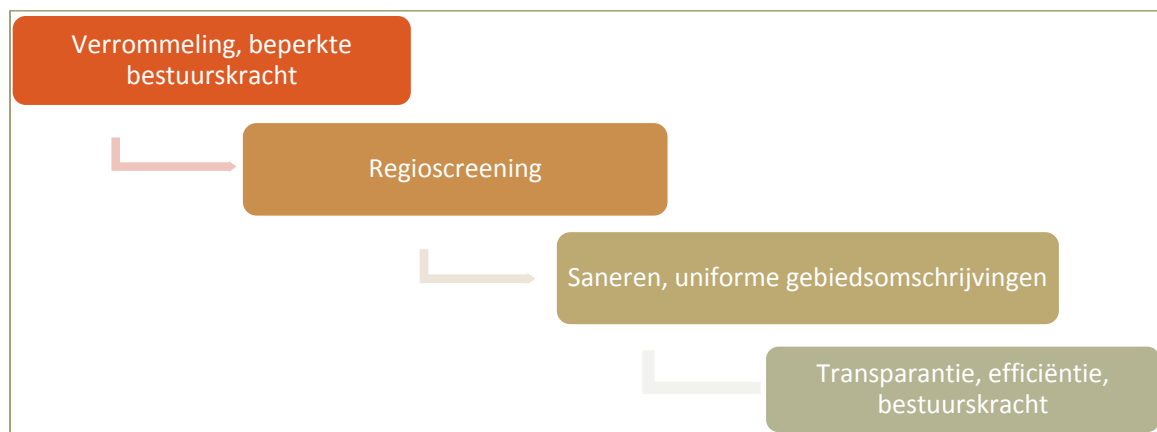 Verrommeling, beperkte
bestuurskracht
Regioscreening
Saneren, uniforme gebiedsomschrijvingen
Transparantie, efficiëntie,
bestuurskracht